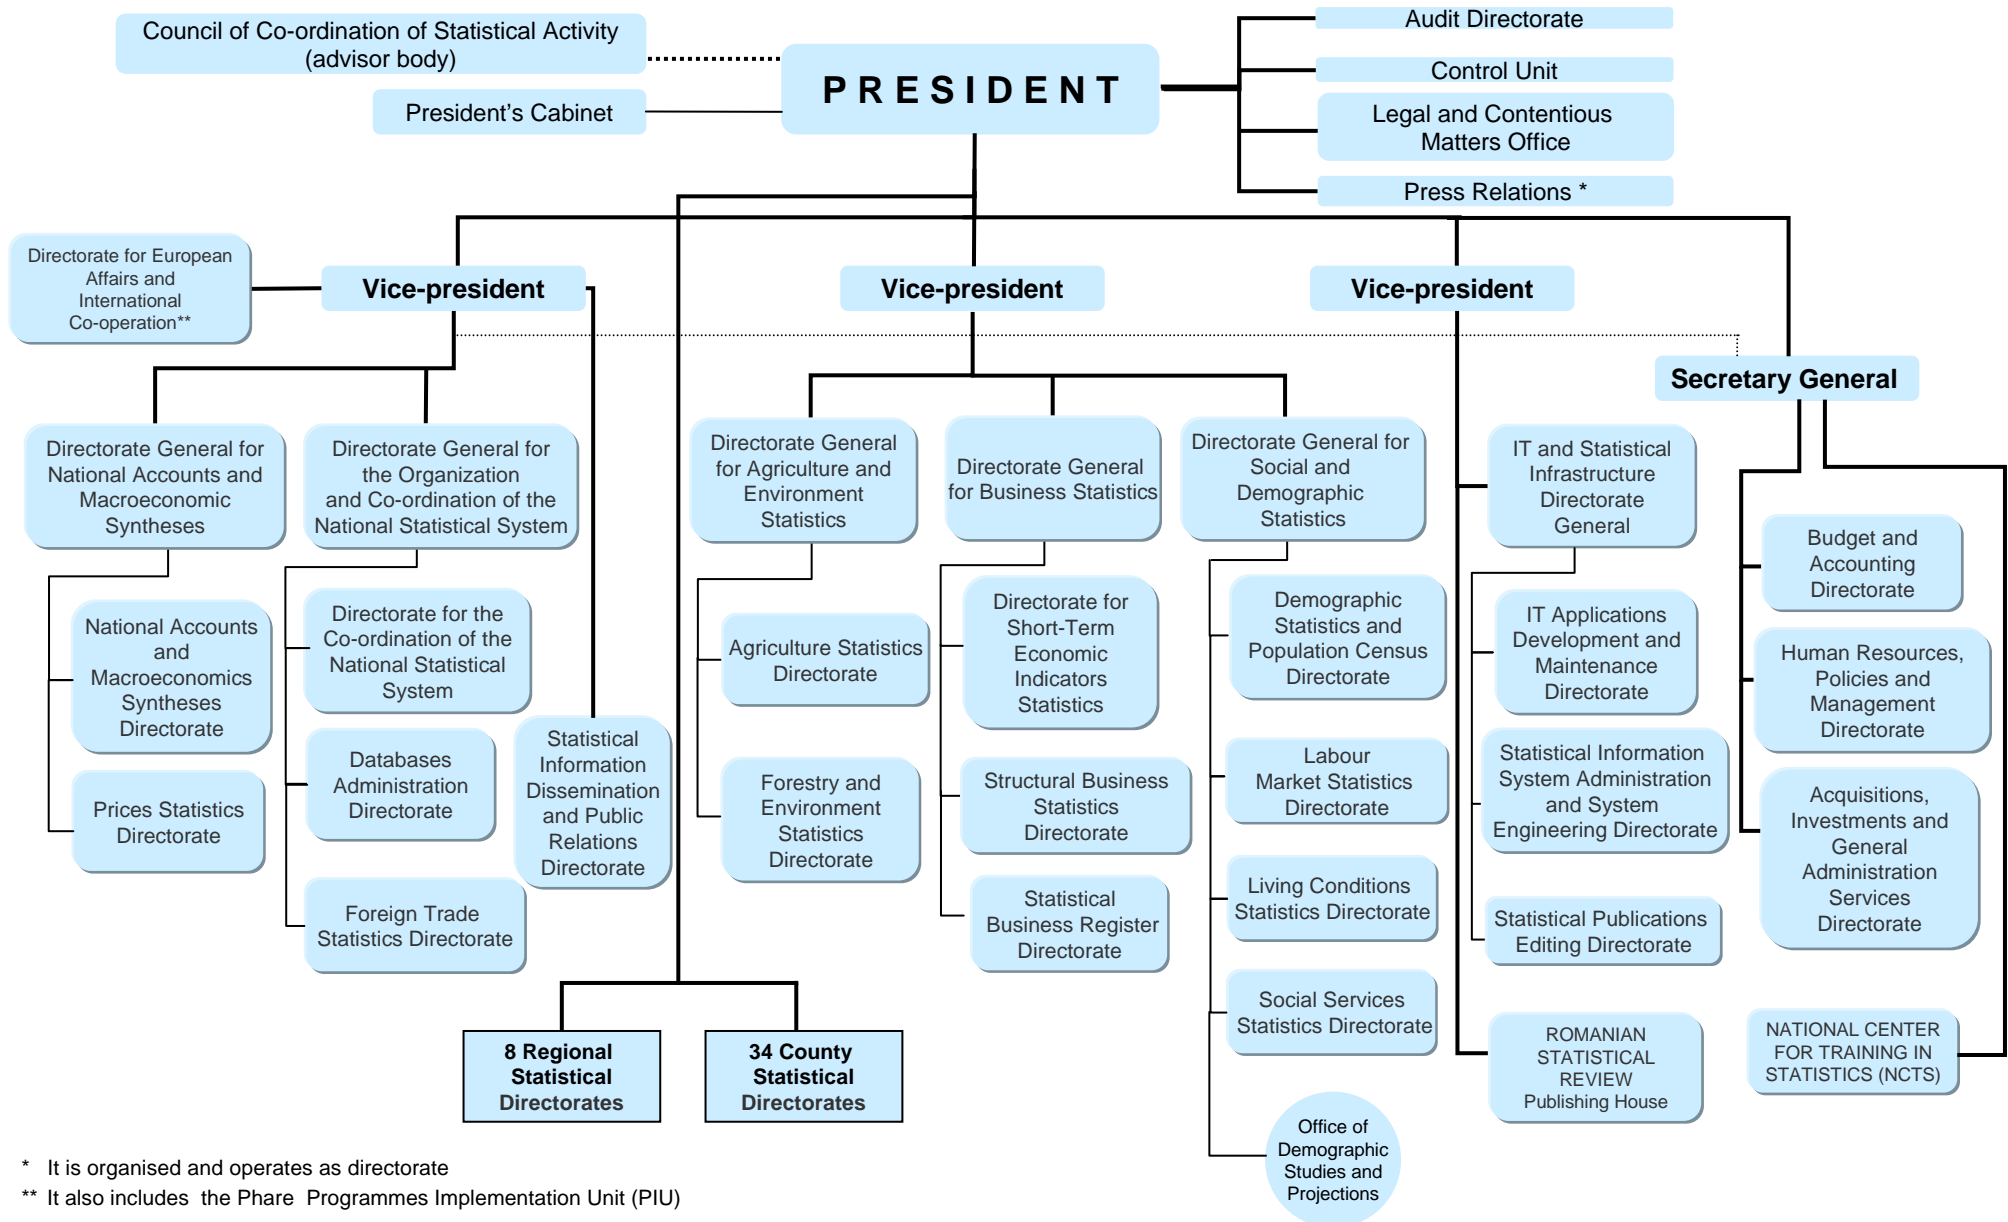 Council of Co-ordination of Statistical Activity
(advisor body)
President’s Cabinet
P R E S I D E N T
Audit Directorate
Control Unit
Legal and Contentious
Matters Office
Press Relations *
Directorate for European
Affairs and
International
Co-operation**
Vice-president
Vice-president
Vice-president
Secretary General
Directorate General for
National Accounts and
Macroeconomic
Syntheses
National Accounts
and
Macroeconomics
Syntheses
Directorate
Prices Statistics
Directorate
Directorate General for
the Organization
and Co-ordination of the
National Statistical System
Directorate for the
Co-ordination of the
National Statistical
System
Databases
Administration
Directorate
Foreign Trade
Statistics Directorate
Statistical
Information
Dissemination
and Public
Relations
Directorate
8 Regional
Statistical
Directorates
34 County
Statistical
Directorates
Directorate General
for Agriculture and
Environment
Statistics
Agriculture Statistics
Directorate
Forestry and
Environment
Statistics
Directorate
Directorate General
for Business Statistics
Directorate for
Short-Term
Economic
Indicators
Statistics
Structural Business
Statistics
Directorate
Statistical
Business Register
Directorate
Directorate General for
Social and
Demographic
Statistics
Demographic
Statistics and
Population Census
Directorate
Labour
Market Statistics
Directorate
Living Conditions
Statistics Directorate
Social Services
Statistics Directorate
Office of
Demographic
Studies and
Projections
IT and Statistical
Infrastructure
Directorate
General
IT Applications
Development and
Maintenance
Directorate
Statistical Information
System Administration
and System
Engineering Directorate
Statistical Publications
Editing Directorate
ROMANIAN
STATISTICAL
REVIEW
Publishing House
Budget and
Accounting
Directorate
Human Resources,
Policies and
Management
Directorate
Acquisitions,
Investments and
General
Administration
Services
Directorate
NATIONAL CENTER
FOR TRAINING IN
STATISTICS (NCTS)
* It is organised and operates as directorate
** It also includes the Phare Programmes Implementation Unit (PIU)